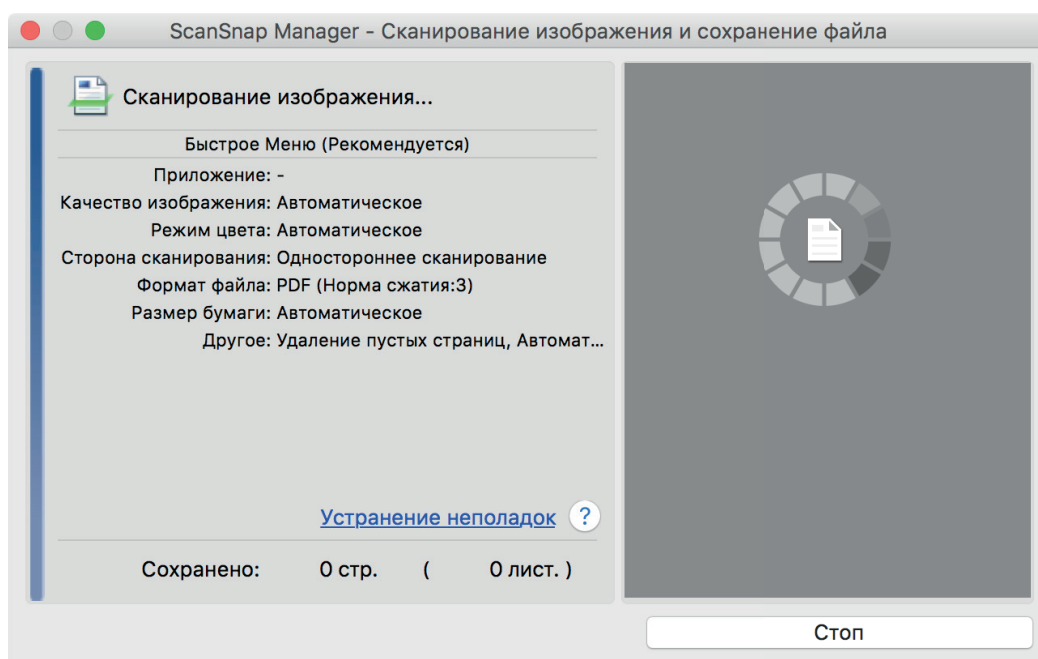 ScanSnap Manager - Сканирование изображения и сохранение файла
Сканирование изображения...
Быстрое Меню (Рекомендуется)
Приложение: -
Качество изображения: Автоматическое
Режим цвета: Автоматическое
Сторона сканирования: Одностороннее сканирование
Формат файла: PDF (Норма сжатия:3)
Размер бумаги: Автоматическое
Другое: Удаление пустых страниц, Автомат...
Устранение неполадок ?
Сохранено: 0 стр. ( 0 лист. )
Стоп